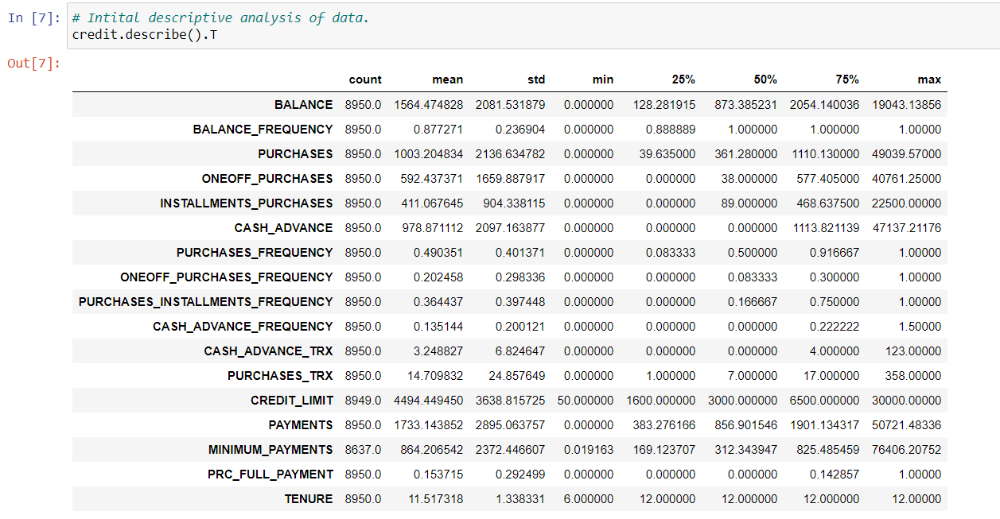 In [7]: # Intital descriptive analysis of data.
credit.describe().T
Out[7]:
count mean std min 25% 50% 75% max
BALANCE 8950.0 1564.474828 2081.531879 0.000000 128.281915 873.385231 2054.140036 19043.13856
BALANCE_FREQUENCY 8950.0 0.877271 0.236904 0.000000 0.888889 1.000000 1.000000 1.00000
PURCHASES 8950.0 1003.204834 2136.634782 0.000000 39.635000 361.280000 1110.130000 49039.57000
ONEOFF_PURCHASES 8950.0 592.437371 1659.887917 0.000000 0.000000 38.000000 577.405000 40761.25000
INSTALLMENTS_PURCHASES 8950.0 411.067645 904.338115 0.000000 0.000000 89.000000 468.637500 22500.00000
CASH_ADVANCE 8950.0 978.871112 2097.163877 0.000000 0.000000 0.000000 1113.821139 47137.21176
PURCHASES_FREQUENCY 8950.0 0.490351 0.401371 0.000000 0.083333 0.500000 0.916667 1.00000
ONEOFF_PURCHASES_FREQUENCY 8950.0 0.202458 0.298336 0.000000 0.000000 0.083333 0.300000 1.00000
PURCHASES_INSTALLMENTS_FREQUENCY 8950.0 0.364437 0.397448 0.000000 0.000000 0.166667 0.750000 1.00000
CASH_ADVANCE_FREQUENCY 8950.0 0.135144 0.200121 0.000000 0.000000 0.000000 0.222222 1.50000
CASH_ADVANCE_TRX 8950.0 3.248827 6.824647 0.000000 0.000000 0.000000 4.000000 123.00000
PURCHASES_TRX 8950.0 14.709832 24.857649 0.000000 1.000000 7.000000 17.000000 358.00000
CREDIT_LIMIT 8949.0 4494.449450 3638.815725 50.000000 1600.000000 3000.000000 6500.000000 30000.00000
PAYMENTS 8950.0 1733.143852 2895.063757 0.000000 383.276166 856.901546 1901.134317 50721.48336
MINIMUM_PAYMENTS 8637.0 864.206542 2372.446607 0.019163 169.123707 312.343947 825.485459 76406.20752
PRC_FULL_PAYMENT 8950.0 0.153715 0.292499 0.000000 0.000000 0.000000 0.142857 1.00000
TENURE 8950.0 11.517318 1.338331 6.000000 12.000000 12.000000 12.000000 12.00000